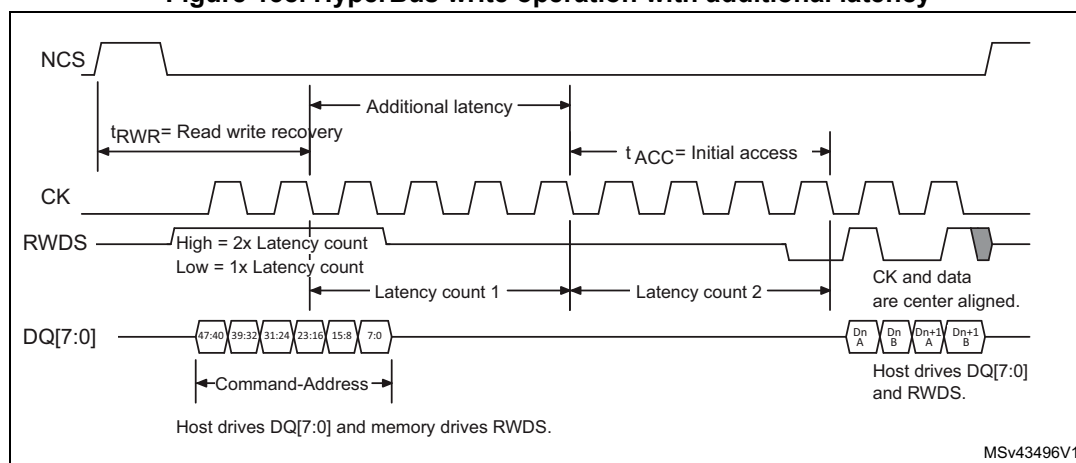 Figure 133. HyperBus write operation with additional latency
NCS
Additional latency
tRWR= Read write recovery
tACC= Initial access
CK
RWDS
High = 2x Latency count
Low = 1x Latency count
CK and data
are center aligned.
Latency count 1
Latency count 2
DQ[7:0]
47:40 39:32 31:24 23:16 15:8 7:0
Dn A Dn B Dn+1 A Dn+1 B
Command-Address
Host drives DQ[7:0]
and RWDS.
Host drives DQ[7:0] and memory drives RWDS.
MSv43496V1